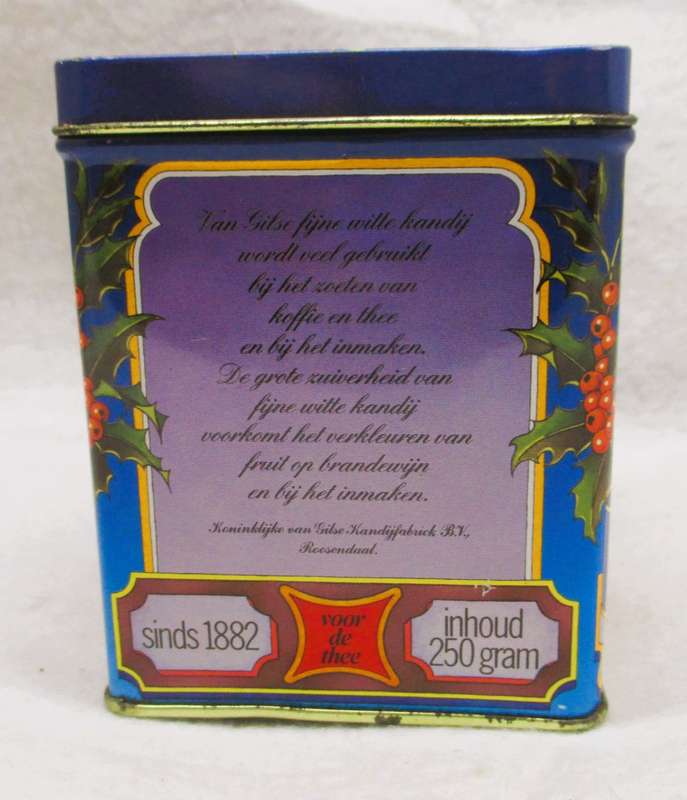 Van Gilse fijne witte kandij
wordt veel gebruikt
bij het zoeten van
koffie en thee
en bij het inmaken.
De grote zuiverheid van
fijne witte kandij
voorkomt het verkleuren van
fruit op brandewijn
en bij het inmaken.
Koninklijke van Gilse Kandijfabriek B.V.,
Roosendaal.
sinds 1882
voor
de
thee
inhoud
250 gram